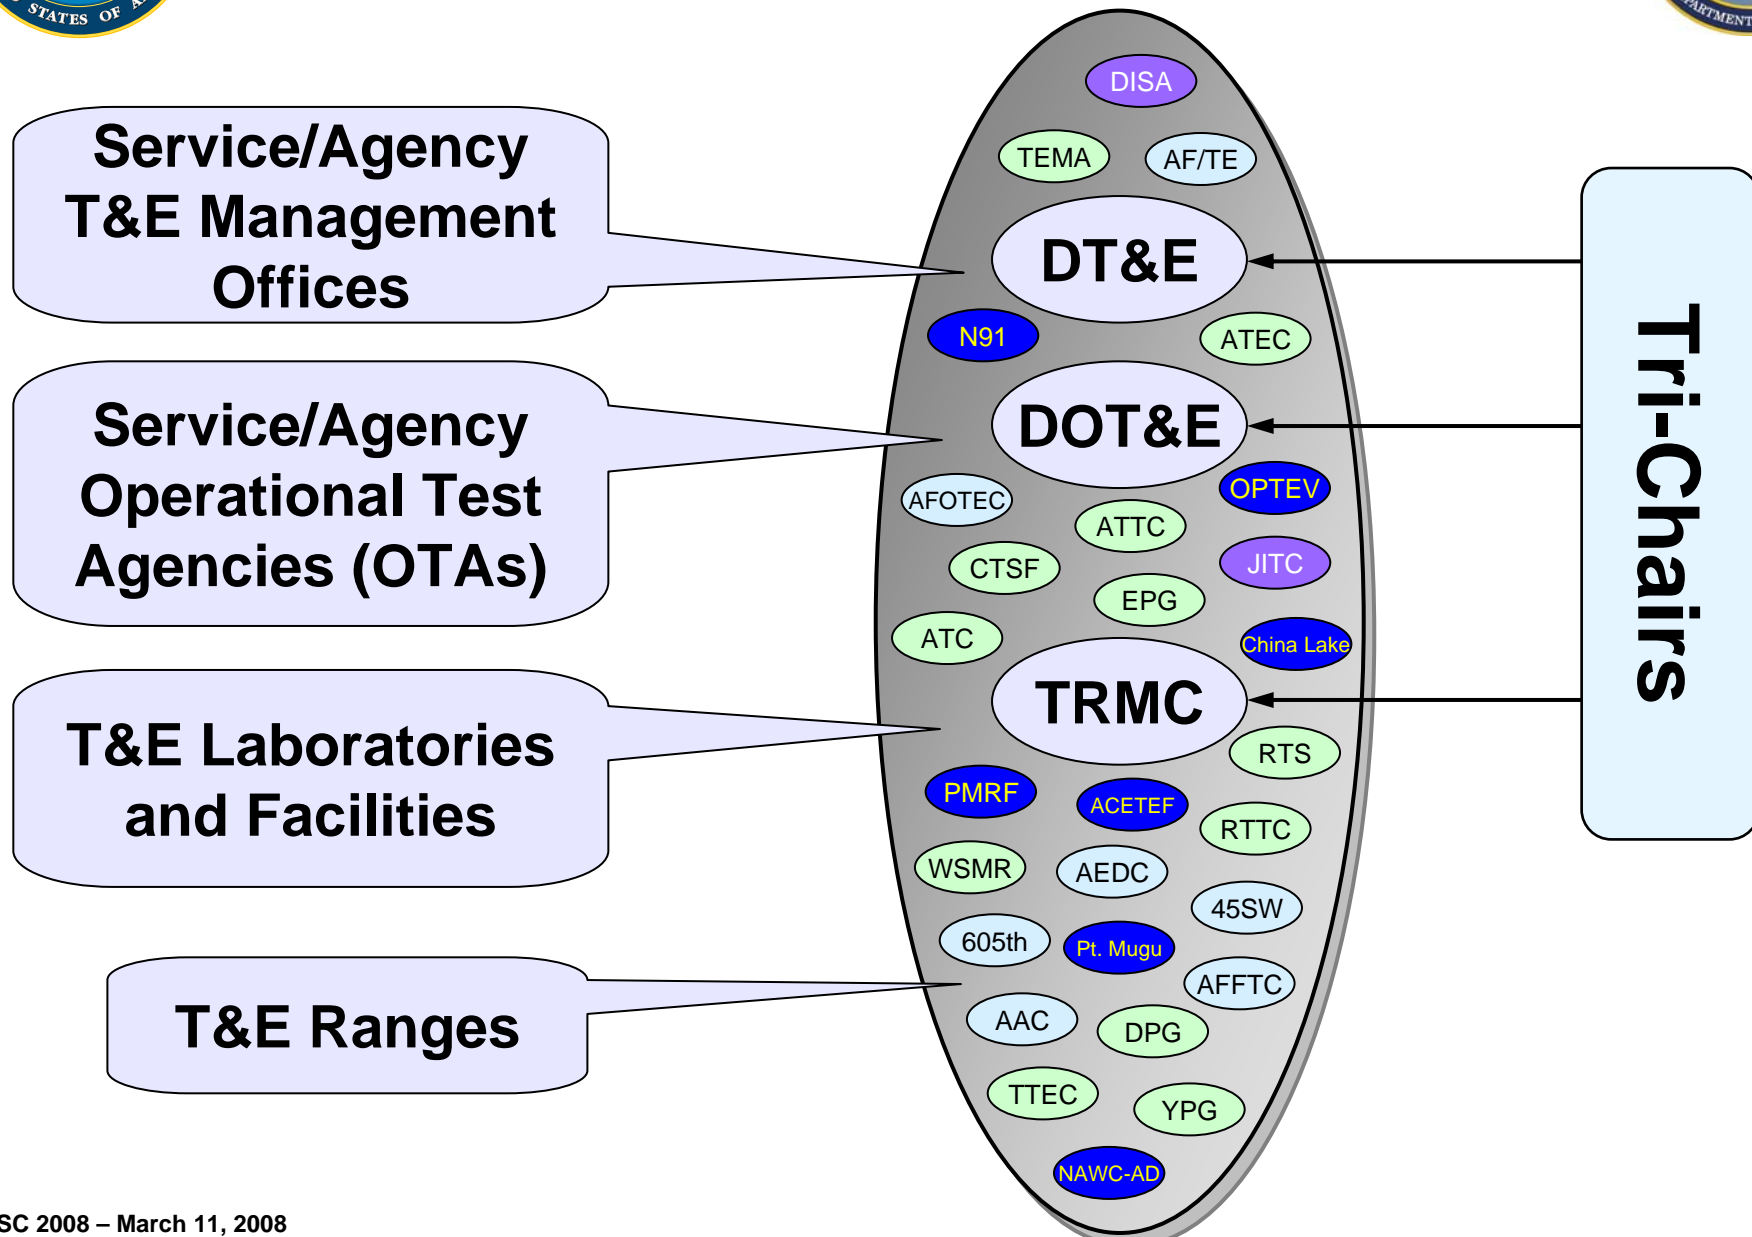 STATES OF
DISA
TEMA
AF/TE
Service/Agency
T&E Management
Offices
DT&E
N91
ATEC
Service/Agency
Operational Test
Agencies (OTAs)
DOT&E
AFOTEC
OPTEV
ATTC
CTSF
JITC
EPG
ATC
China Lake
Tri-Chairs
T&E Laboratories
and Facilities
TRMC
RTS
PMRF
ACETEF
RTTC
WSMR
AEDC
45SW
605th
Pt. Mugu
AFFTC
T&E Ranges
AAC
DPG
TTEC
YPG
NAWC-AD
SC 2008 – March 11, 2008